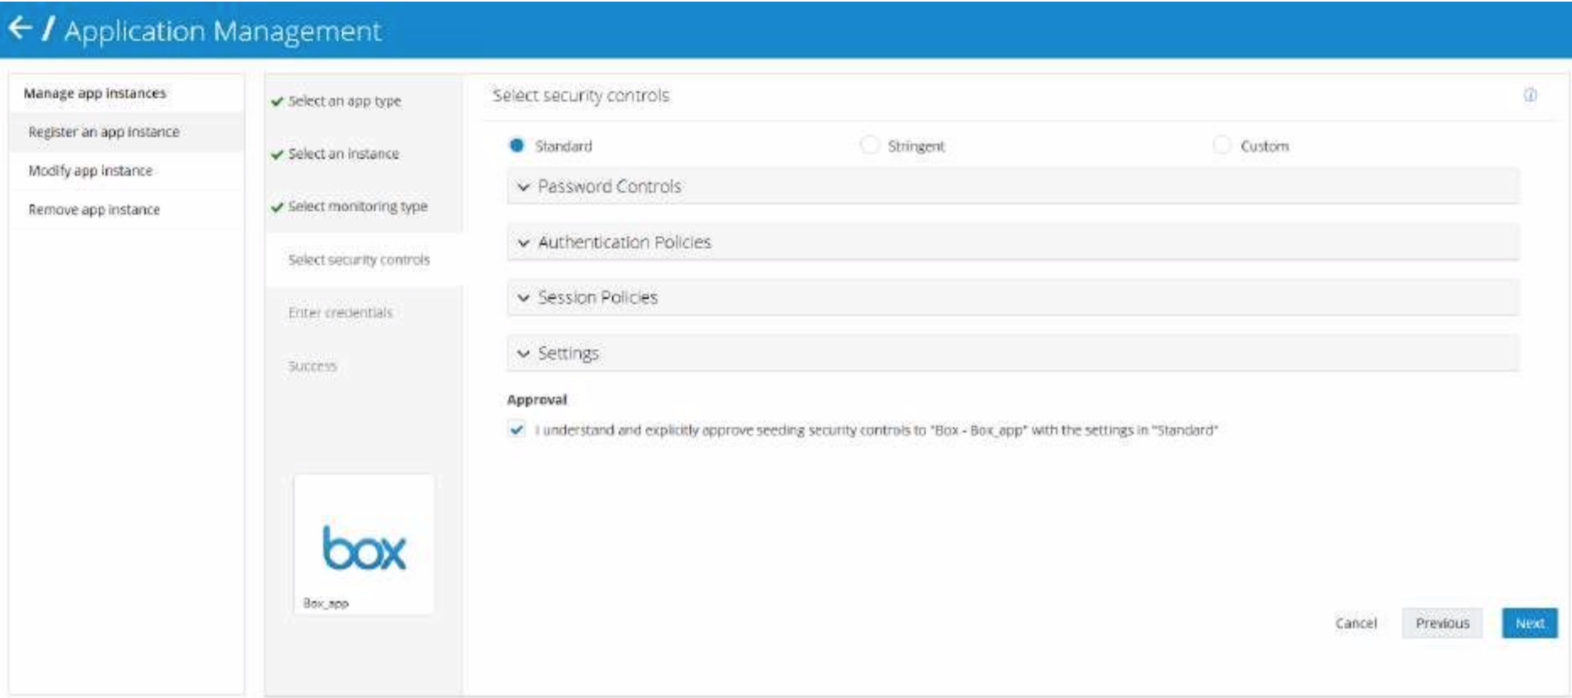 Application Management
Manage app instances
Register an app instance
Modify app instance
Remove app instance
Select an app type
Select an instance
Select monitoring type
Select security controls
Enter credentials
Success
box
Box_app
Select security controls
Standard
Stringent
Custom
Password Controls
Authentication Policies
Session Policies
Settings
Approval
I understand and explicitly approve seeding security controls to "Box - Box_app" with the settings in "Standard"
Cancel
Previous
Next